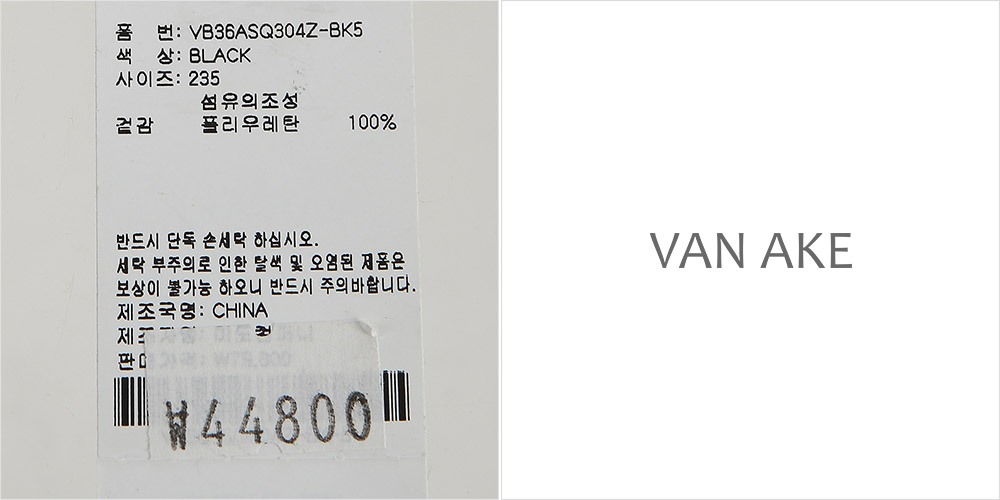 품 번: VB36ASQ304Z-BK5
색 상: BLACK
사이즈: 235
섬유의조성
겉감 폴리우레탄 100%
반드시 단독 손세탁 하십시오.
세탁 부주의로 인한 탈색 및 오염된 제품은
보상이 불가능 하오니 반드시 주의바랍니다.
제조국명: CHINA
₩44800
VAN AKE